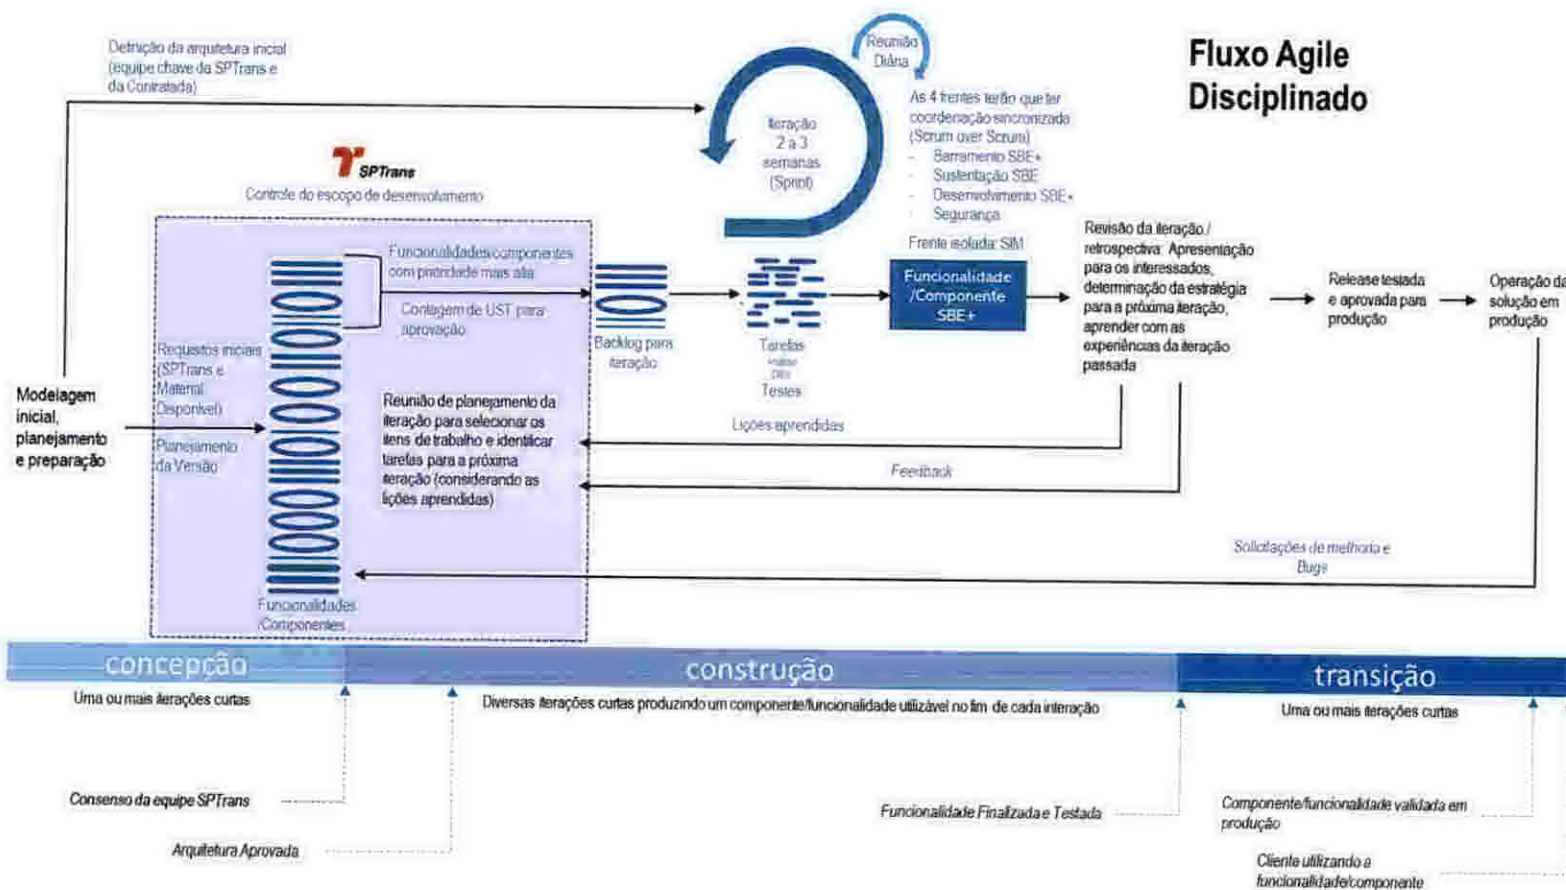 Fluxo Agile
Disciplinado
Definição da arquitetura inicial
(equipe chave da SPTrans e
da Contratada)
Reunião
Diária
Iteração
2 a 3
semanas
(Sprint)
As 4 frentes terão que ter
coordenação sincronizada
(Scrum over Scrum)
- Barramento SBE+
- Sustentação SBE
- Desenvolvimento SBE+
- Segurança
Frente isolada: SIM
SPTrans
Controle do escopo de desenvolvimento
Funcionalidades/componentes
com prioridade mais alta
Contagem de UST para
aprovação
Requisitos iniciais
(SPTrans e
Material
Disponível)
Planejamento
da Versão
Modelagem
inicial,
planejamento
e preparação
Reunião de planejamento da
iteração para selecionar os
itens de trabalho e identificar
tarefas para a próxima
iteração (considerando as
lições aprendidas)
Funcionalidades
/Componentes
Backlog para
iteração
Tarefas
Testes
Funcionalidade
/Componente
SBE+
Revisão da iteração /
retrospectiva: Apresentação
para os interessados,
determinação da estratégia
para a próxima iteração,
aprender com as
experiências da iteração
passada
Release testada
e aprovada para
produção
Operação da
solução em
produção
Lições aprendidas
Feedback
Solicitações de melhoria e
Bugs
concepção
construção
transição
Uma ou mais iterações curtas
Diversas iterações curtas produzindo um componente/funcionalidade utilizável no fim de cada interação
Uma ou mais iterações curtas
Consenso da equipe SPTrans
Arquitetura Aprovada
Funcionalidade Finalizada e Testada
Componente/funcionalidade validada em
produção
Cliente utilizando a
funcionalidade/componente